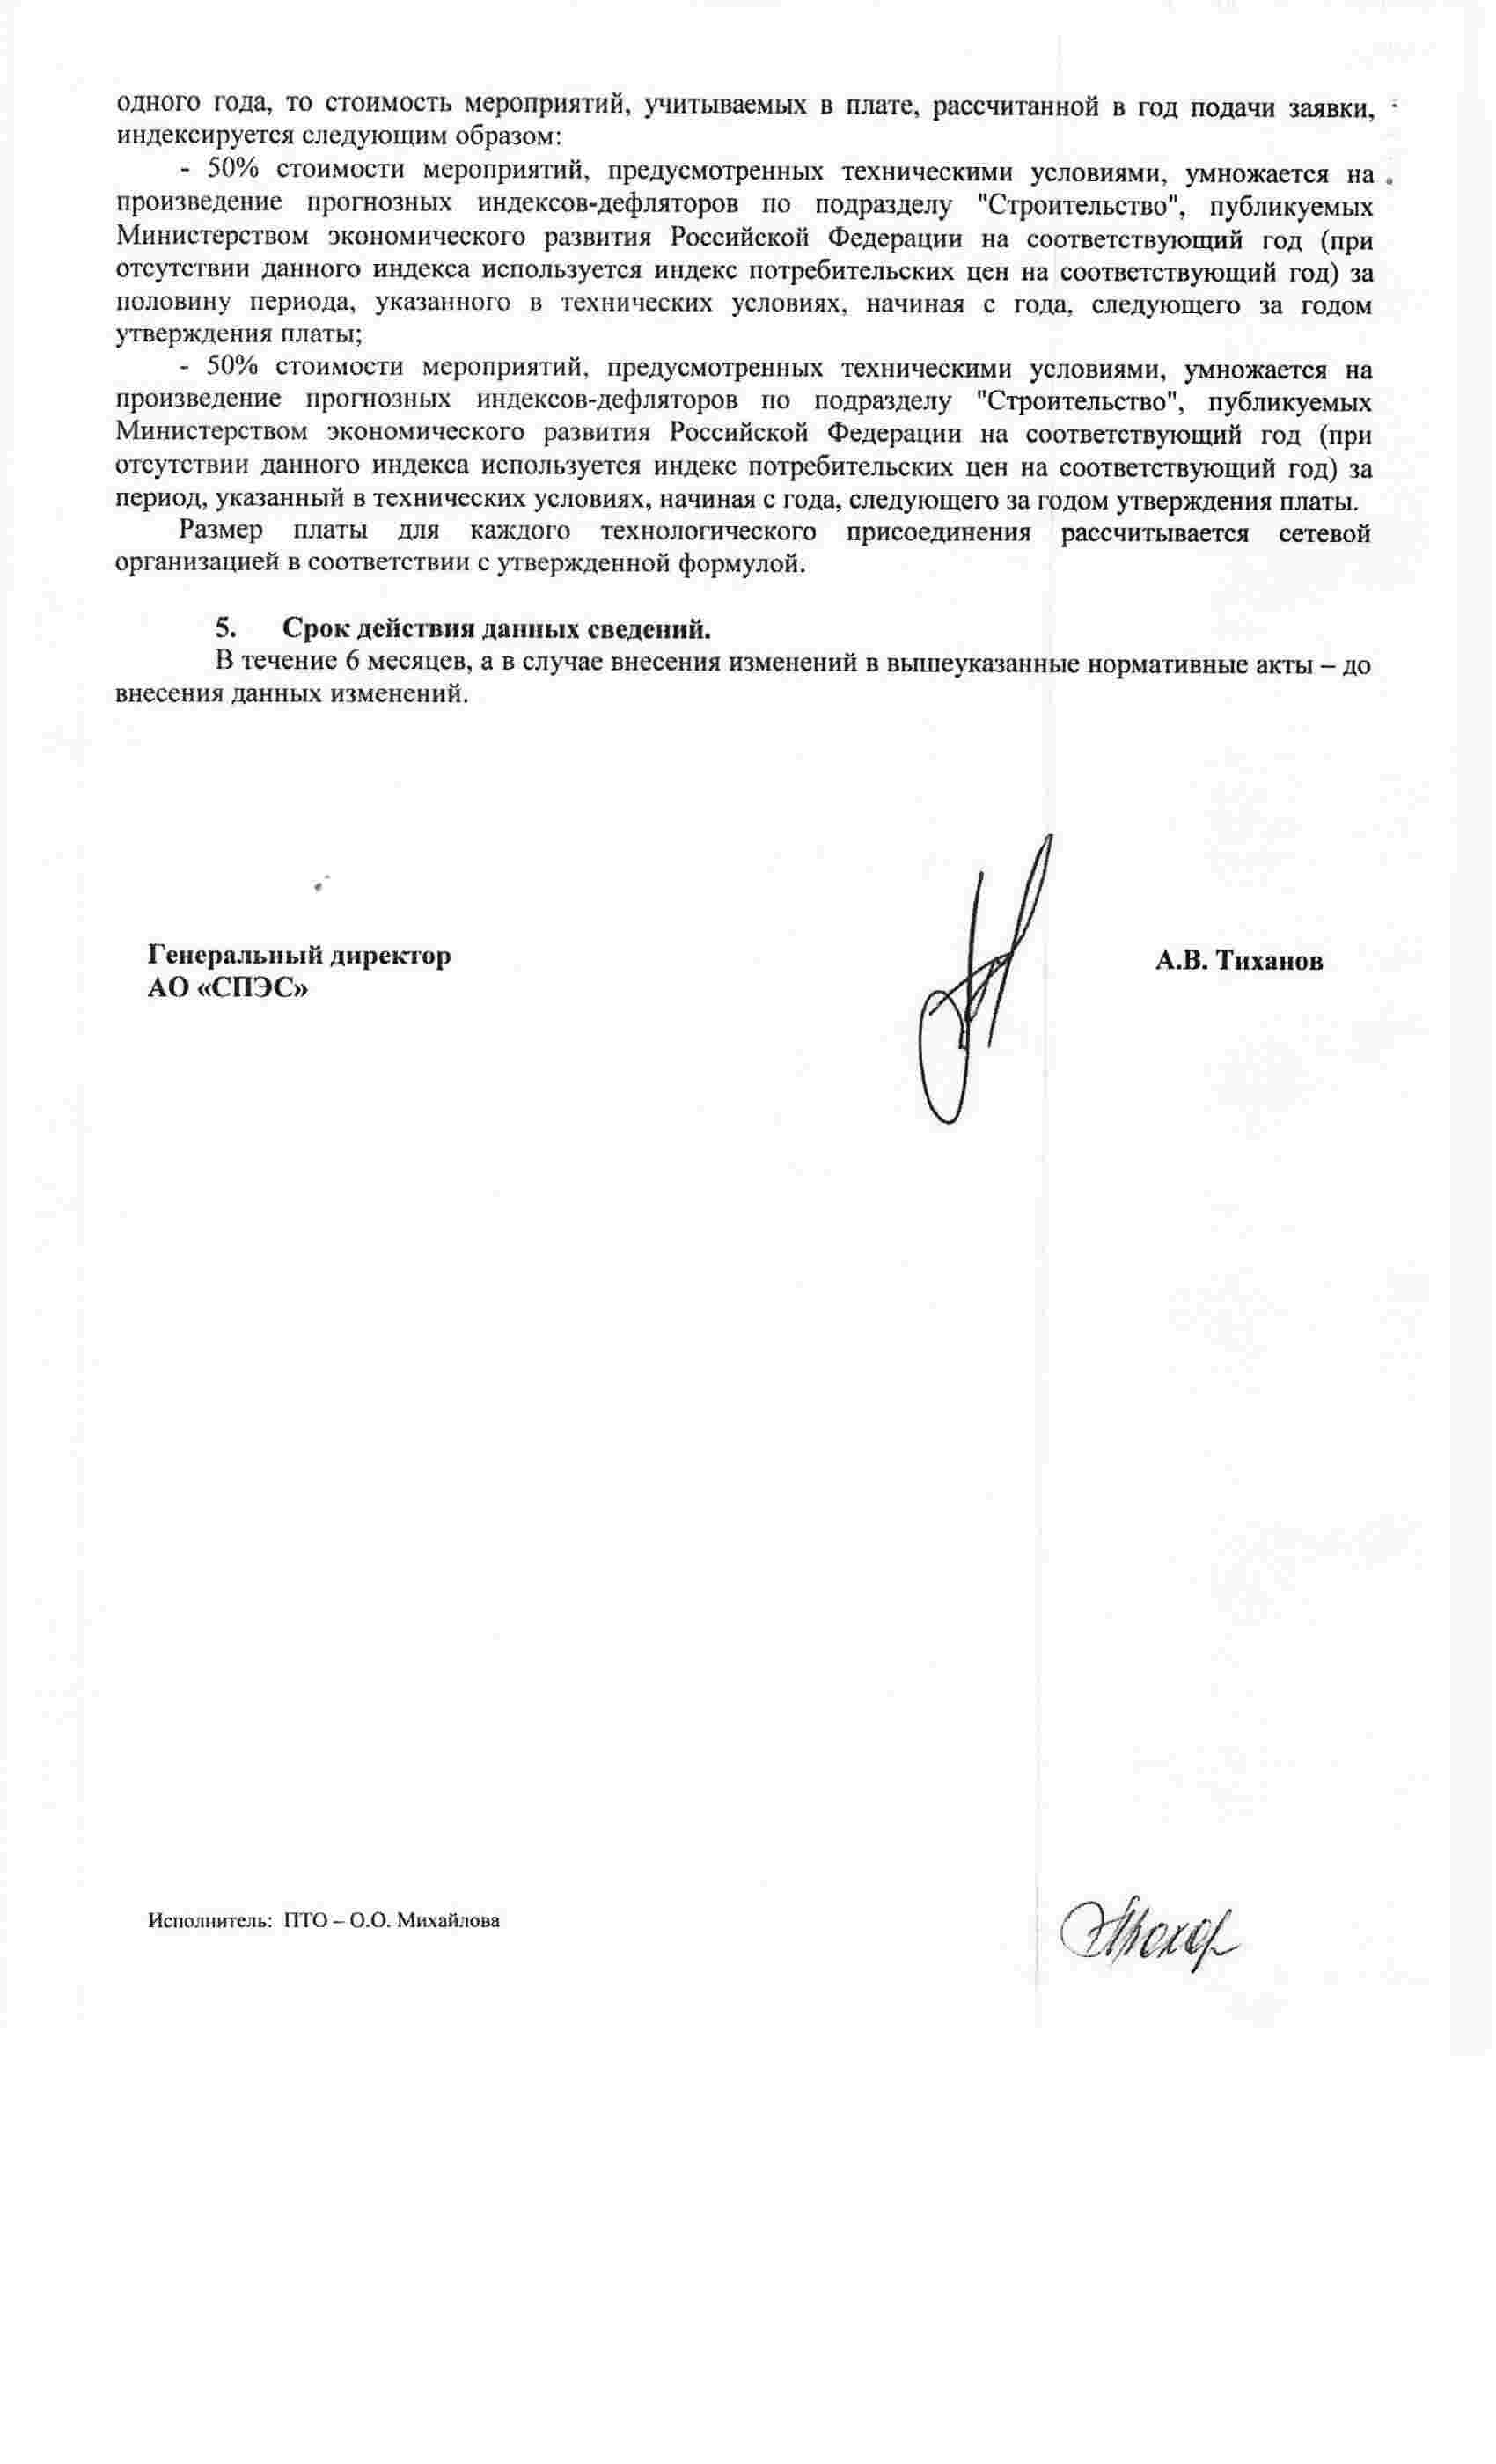 одного года, то стоимость мероприятий, учитываемых в плате, рассчитанной в год подачи заявки,
индексируется следующим образом:
- 50% стоимости мероприятий, предусмотренных техническими условиями, умножается на
произведение прогнозных индексов-дефляторов по подразделу "Строительство", публикуемых
Министерством экономического развития Российской Федерации на соответствующий год (при
отсутствии данного индекса используется индекс потребительских цен на соответствующий год) за
половину периода, указанного в технических условиях, начиная с года, следующего за годом
утверждения платы;
- 50% стоимости мероприятий, предусмотренных техническими условиями, умножается на
произведение прогнозных индексов-дефляторов по подразделу "Строительство", публикуемых
Министерством экономического развития Российской Федерации на соответствующий год (при
отсутствии данного индекса используется индекс потребительских цен на соответствующий год) за
период, указанный в технических условиях, начиная с года, следующего за годом утверждения платы.
Размер платы для каждого технологического присоединения рассчитывается сетевой
организацией в соответствии с утвержденной формулой.
5. Срок действия данных сведений.
В течение 6 месяцев, а в случае внесения изменений в вышеуказанные нормативные акты – до
внесения данных изменений.
Генеральный директор
АО «СПЭС»
А.В. Тиханов
Исполнитель: ПТО – О.О. Михайлова